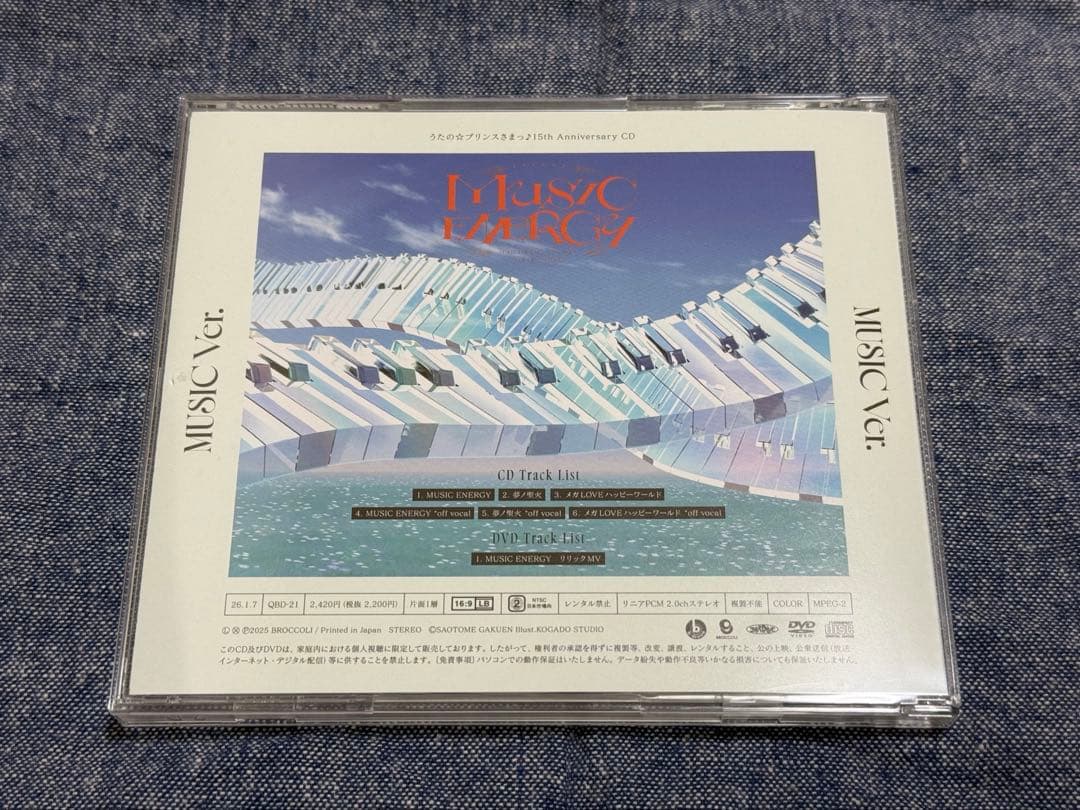 うたの☆プリンスさまっ♪15th Anniversary CD
MUSIC
ENERGY
MUSIC Ver.
MUSIC Ver.
CD Track List
1. MUSIC ENERGY 2. 夢ノ聖火 3. メガLOVEハッピーワールド
4. MUSIC ENERGY *off vocal 5. 夢ノ聖火 *off vocal 6. メガLOVEハッピーワールド *off vocal
DVD Track List
1. MUSIC ENERGY リリックMV
26.1.7 QBD-21 2,420円(税抜 2,200円) 片面1層 16:9 LB 2 NTSC 日本市場向 レンタル禁止 リニアPCM 2.0chステレオ 複製不能 COLOR MPEG-2
Ⓛ Ⓦ Ⓟ2025 BROCCOLI / Printed in Japan STEREO ©SAOTOME GAKUEN Illust.KOGADO STUDIO
BROCCOLI DVD VIDEO
このCD及びDVDは、家庭内における個人視聴に限定して販売しております。したがって、権利者の承認を得ずに複製等、改変、譲渡、レンタルすること、公の上映、公衆送信(放送
インターネット・デジタル配信)等に供することを禁止します。[免責事項]パソコンでの動作保証はいたしません。データ紛失や動作不良等いかなる損害についても保証いたしません。